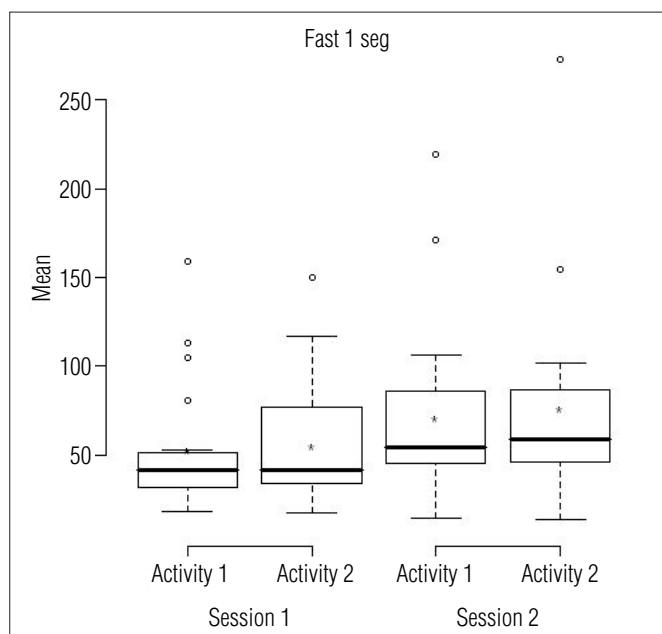 Fast 1 seg
Mean
250
200
150
100
50
Activity 1 Activity 2 Activity 1 Activity 2
Session 1 Session 2